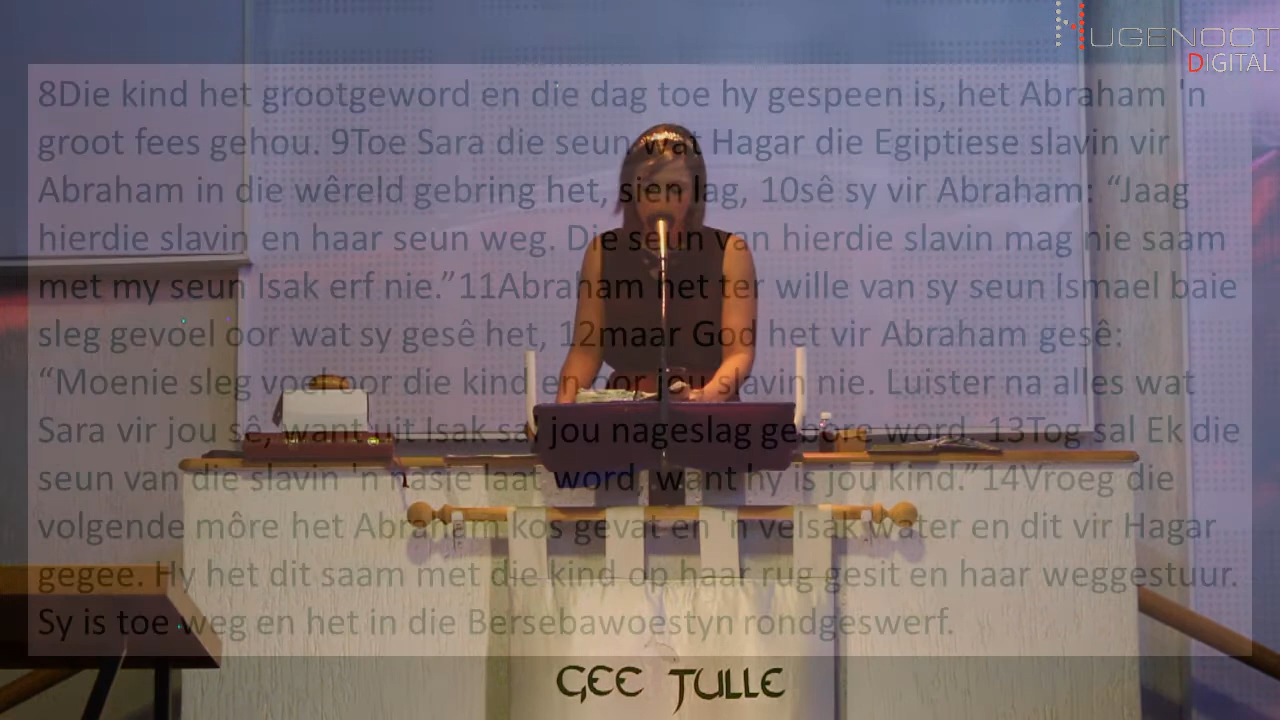 HUGENOOT
DIGITAL
8Die kind het grootgeword en die dag toe hy gespeen is, het Abraham 'n
groot fees gehou. 9Toe Sara die seun wat Hagar die Egiptiese slavin vir
Abraham in die wêreld gebring het, sien lag, 10sê sy vir Abraham: “Jaag
hierdie slavin en haar seun weg. Die seun van hierdie slavin mag nie saam
met my seun Isak erf nie.”11Abraham het ter wille van sy seun Ismael baie
sleg gevoel oor wat sy gesê het, 12maar God het vir Abraham gesê:
“Moenie sleg voel oor die kind en oor jou slavin nie. Luister na alles wat
Sara vir jou sê, want uit Isak sal jou nageslag gebore word. 13Tog sal Ek die
seun van die slavin 'n nasie laat word, want hy is jou kind.”14Vroeg die
volgende môre het Abraham kos gevat en 'n velsak water en dit vir Hagar
gegee. Hy het dit saam met die kind op haar rug gesit en haar weggestuur.
Sy is toe weg en het in die Bersebawoestyn rondgeswerf.
GEE JULLE